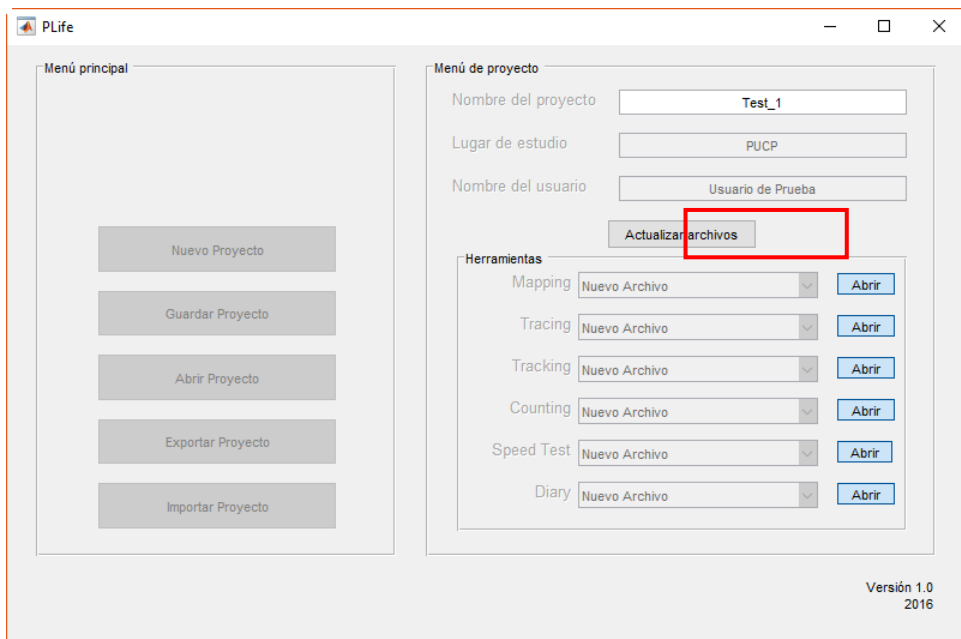 PLife
Menú principal
Nuevo Proyecto
Guardar Proyecto
Abrir Proyecto
Exportar Proyecto
Importar Proyecto
Menú de proyecto
Nombre del proyecto Test_1
Lugar de estudio PUCP
Nombre del usuario Usuario de Prueba
Actualizar archivos
Herramientas
Mapping Nuevo Archivo Abrir
Tracing Nuevo Archivo Abrir
Tracking Nuevo Archivo Abrir
Counting Nuevo Archivo Abrir
Speed Test Nuevo Archivo Abrir
Diary Nuevo Archivo Abrir
Versión 1.0
2016